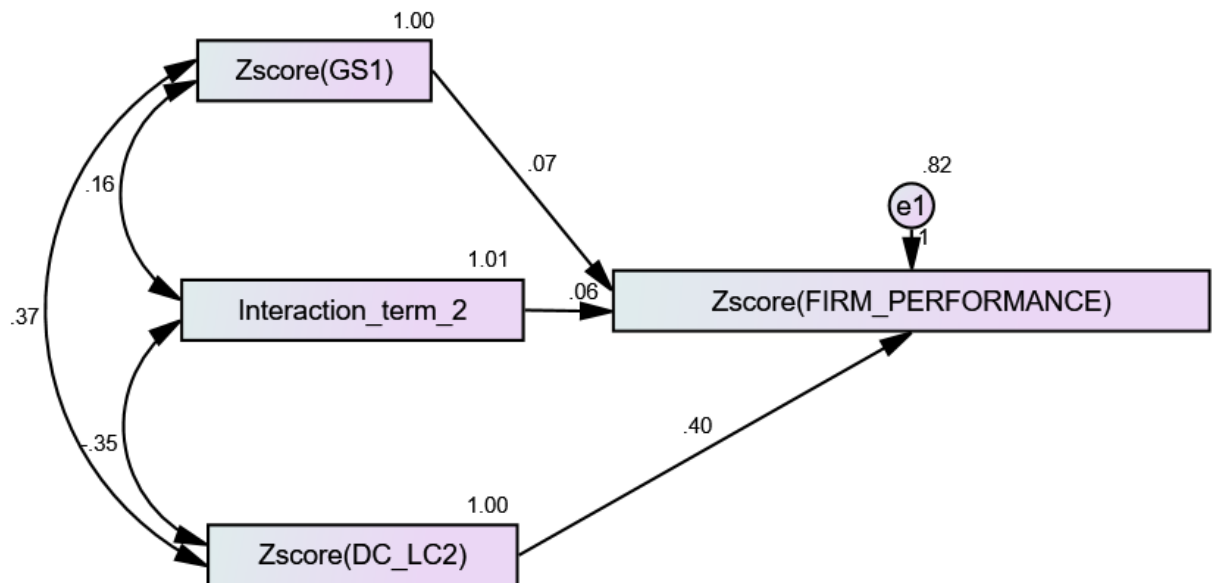 1.00
Zscore(GS1)
.07
.82
e1
1
.16
1.01
Interaction_term_2
.06
Zscore(FIRM_PERFORMANCE)
.37
-.35
.40
1.00
Zscore(DC_LC2)